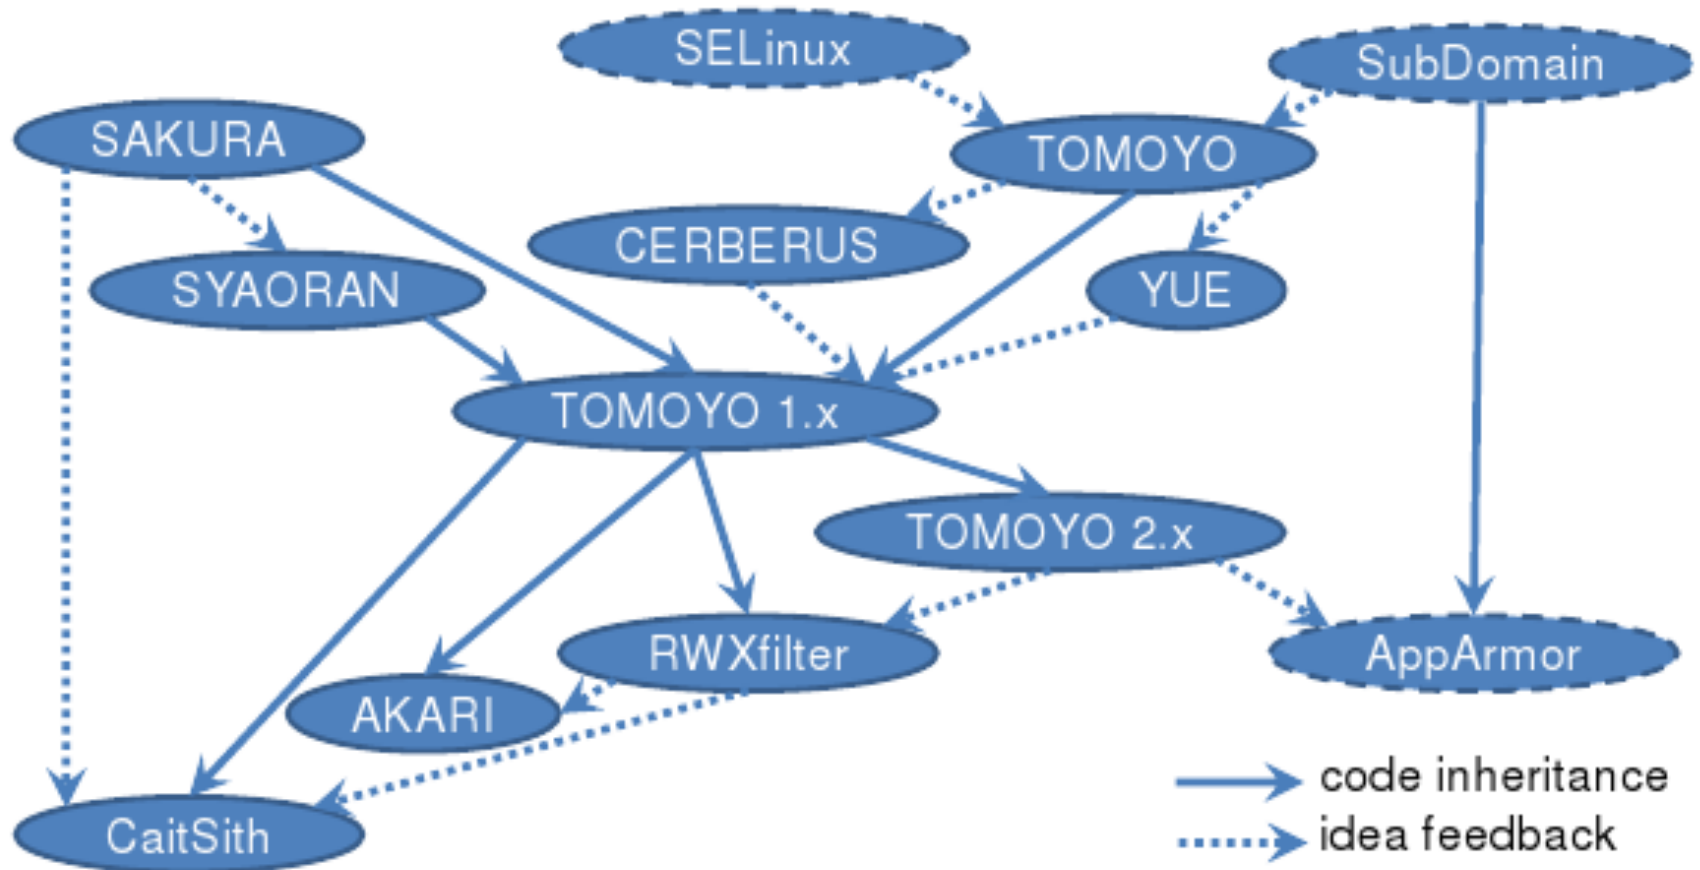 SELinux
SubDomain
SAKURA
TOMOYO
CERBERUS
SYAORAN
YUE
TOMOYO 1.x
TOMOYO 2.x
RWXfilter
AppArmor
AKARI
code inheritance
CaitSith
idea feedback